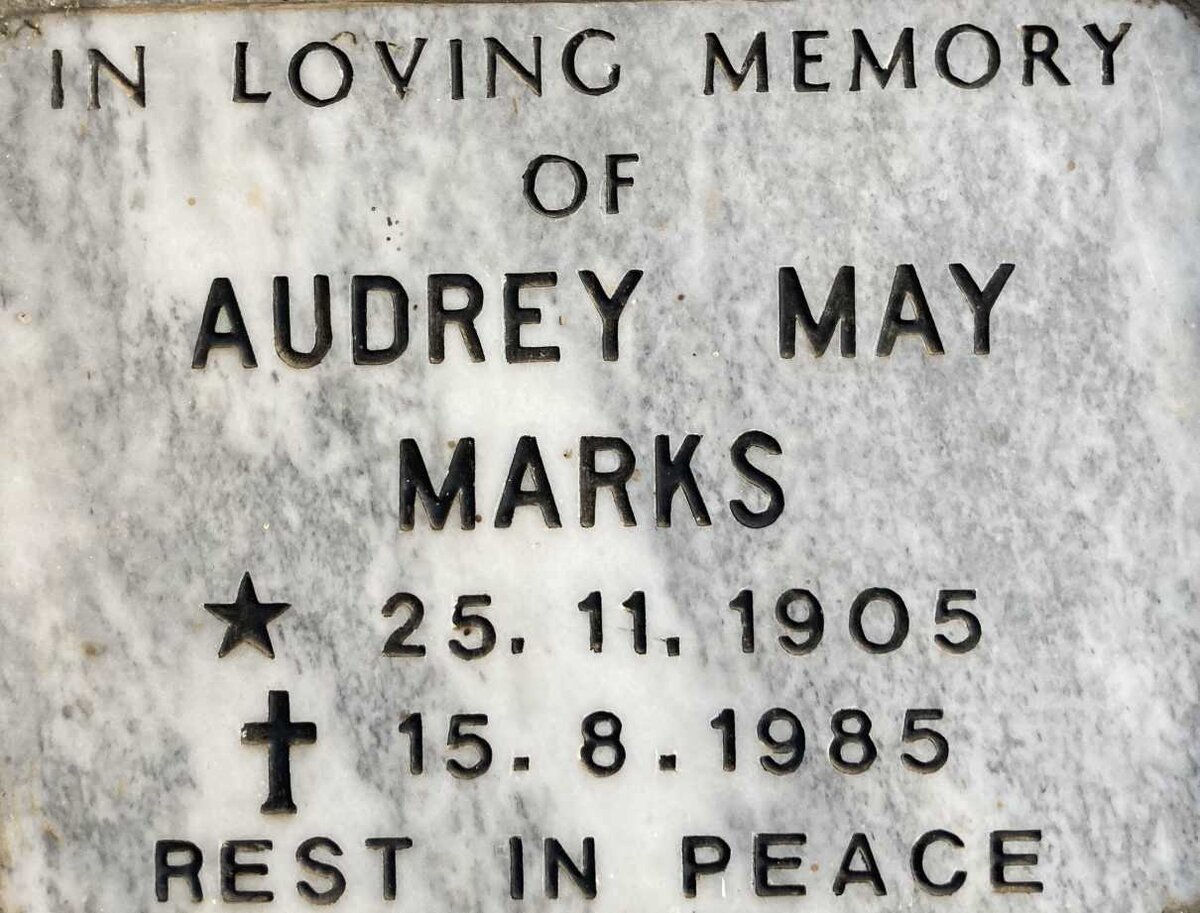 IN LOVING MEMORY
OF
AUDREY MAY
MARKS
★ 25. 11. 1905
✝ 15. 8. 1985
REST IN PEACE